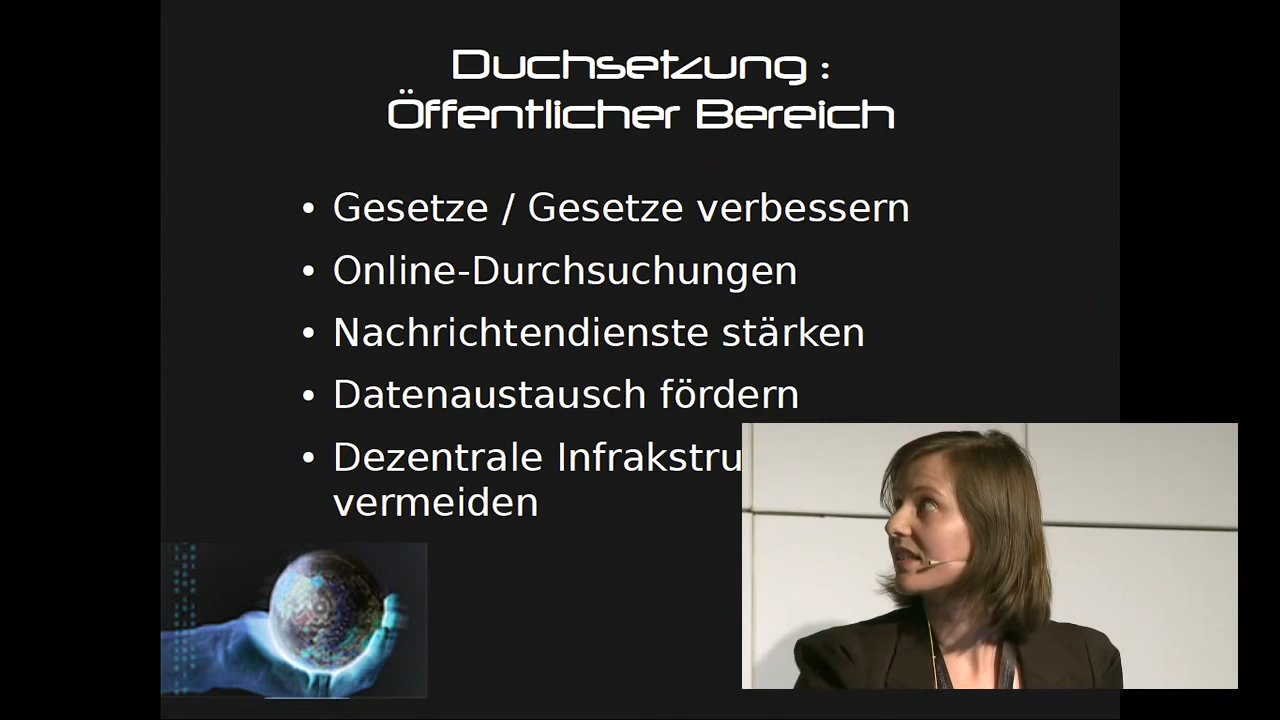 Duchsetzung :
Öffentlicher Bereich
• Gesetze / Gesetze verbessern
• Online-Durchsuchungen
• Nachrichtendienste stärken
• Datenaustausch fördern
• Dezentrale Infrakstru
vermeiden